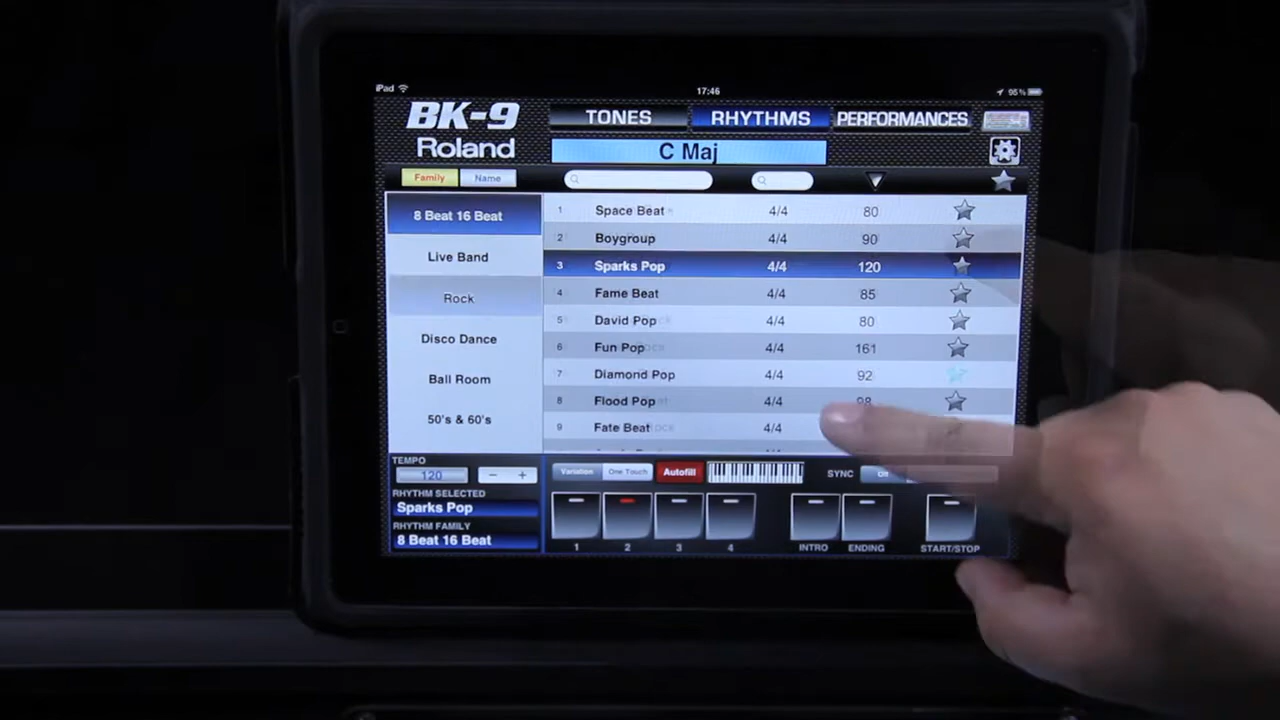 iPad 17:46 95%
BK-9 TONES RHYTHMS PERFORMANCES
Roland C Maj
Family Name
8 Beat 16 Beat
Live Band
Rock
Disco Dance
Ball Room
50's & 60's
1 Space Beat 4/4 80
2 Boygroup 4/4 90
3 Sparks Pop 4/4 120
4 Fame Beat 4/4 85
5 David Pop 4/4 80
6 Fun Pop 4/4 161
7 Diamond Pop 4/4 92
8 Flood Pop 4/4 98
9 Fate Beat 4/4
TEMPO
120 - +
RHYTHM SELECTED
Sparks Pop
RHYTHM FAMILY
8 Beat 16 Beat
Variation One Touch Autofill SYNC Off
1 2 3 4 INTRO ENDING START/STOP